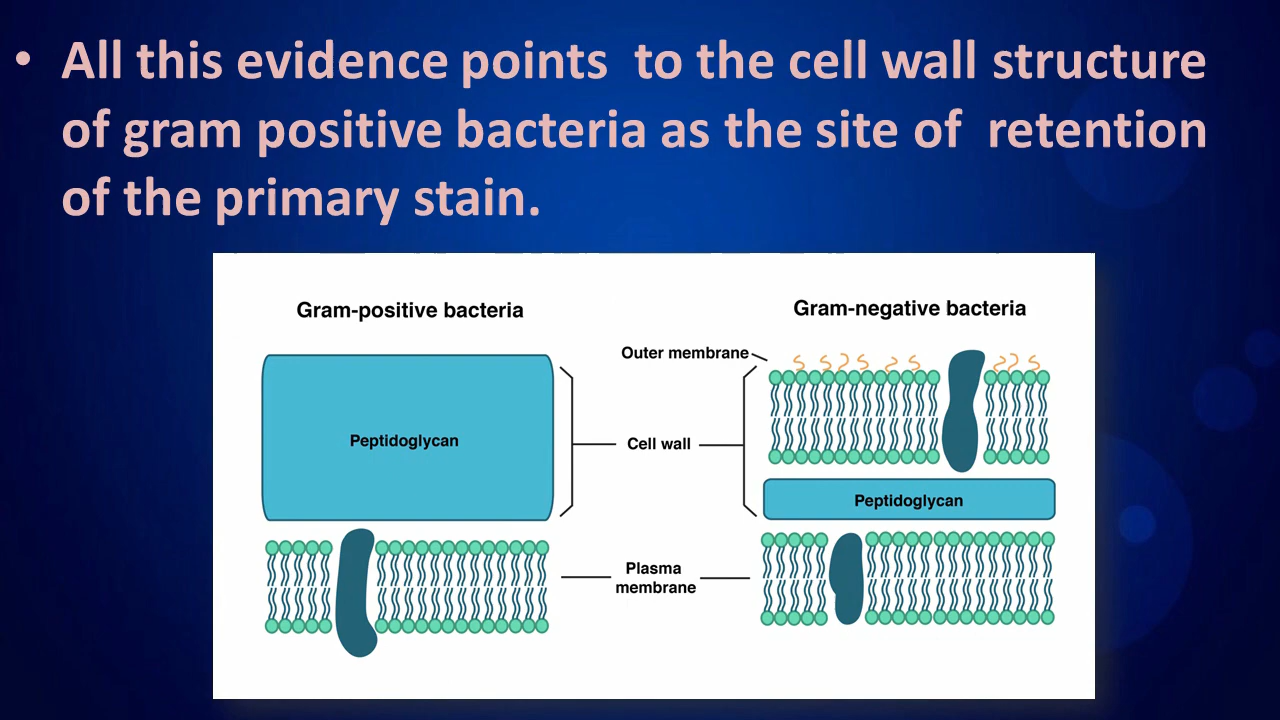 • All this evidence points  to the cell wall structure
of gram positive bacteria as the site of  retention
of the primary stain.
Gram-positive bacteria
Gram-negative bacteria
Outer membrane
Peptidoglycan
Cell wall
Peptidoglycan
Plasma
membrane